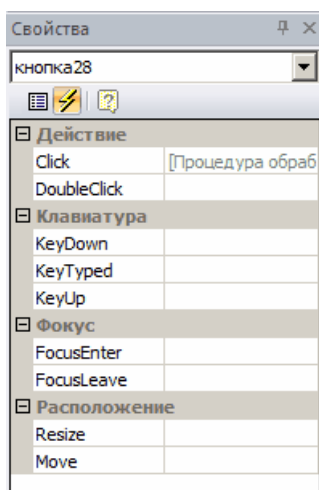 Свойства
кнопка28
Действие
Click [Процедура обраб
DoubleClick
Клавиатура
KeyDown
KeyTyped
KeyUp
Фокус
FocusEnter
FocusLeave
Расположение
Resize
Move